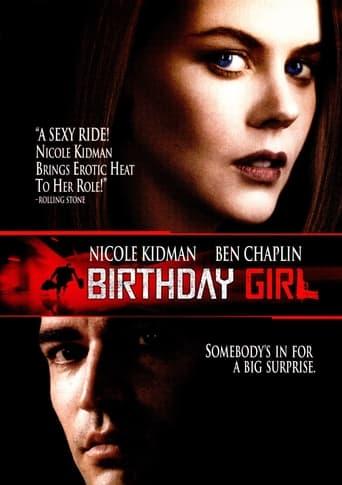 "A SEXY RIDE!
NICOLE KIDMAN
BRINGS EROTIC HEAT
TO HER ROLE!"
-ROLLING STONE
NICOLE KIDMAN BEN CHAPLIN
BIRTHDAY GIRL
SOMEBODY'S IN FOR
A BIG SURPRISE.